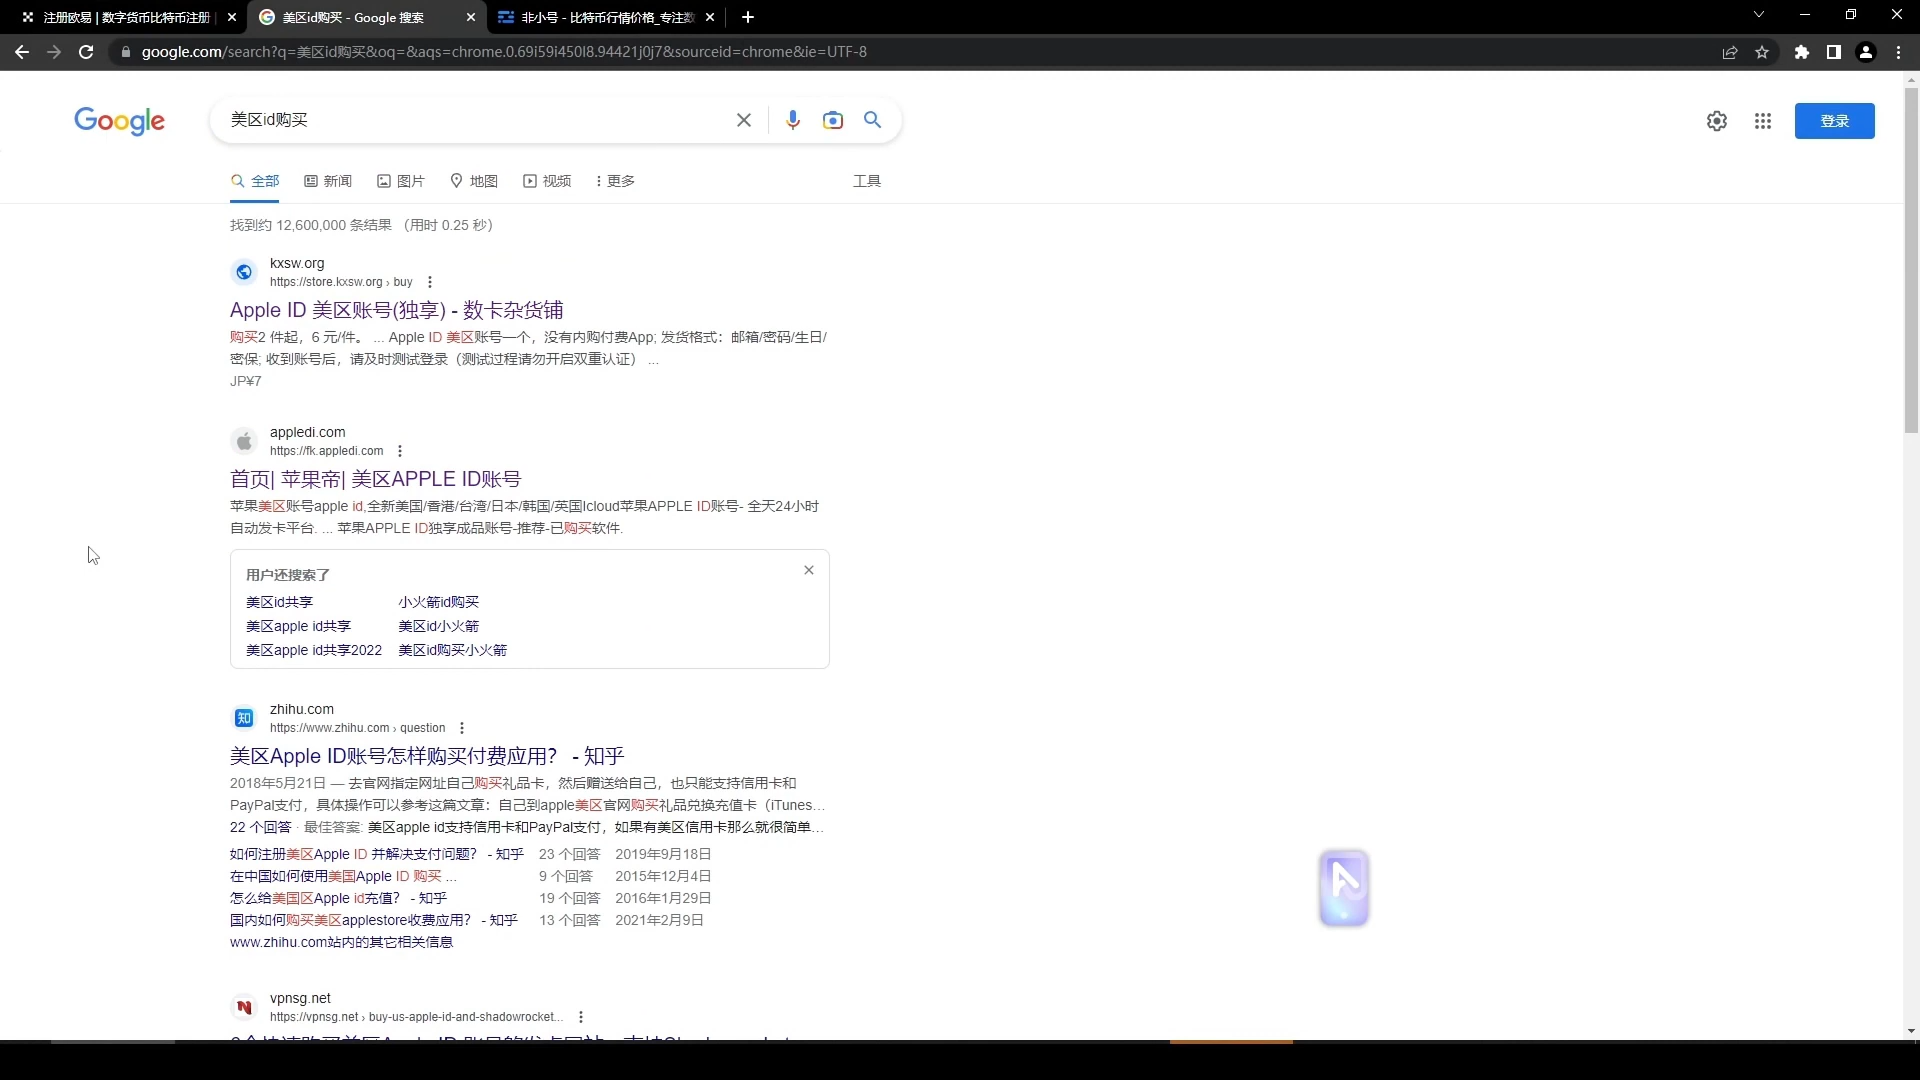 注册欧易 | 数字货币比特币注册
美区id购买 - Google 搜索
非小号 - 比特币行情价格_专注数
google.com/search?q=美区id购买&oq=&aqs=chrome.0.69i59i450l8.94421j0j7&sourceid=chrome&ie=UTF-8
Google
美区id购买
登录
全部
新闻
图片
地图
视频
更多
工具
找到约 12,600,000 条结果 （用时 0.25 秒）
kxsw.org
https://store.kxsw.org › buy
Apple ID 美区账号(独享) - 数卡杂货铺
购买2 件起，6 元/件。 ... Apple ID 美区账号一个，没有内购付费App; 发货格式：邮箱/密码/生日/
密保; 收到账号后，请及时测试登录（测试过程请勿开启双重认证） ...
JP¥7
appledi.com
https://fk.appledi.com
首页| 苹果帝| 美区APPLE ID账号
苹果美区账号apple id,全新美国/香港/台湾/日本/韩国/英国Icloud苹果APPLE ID账号- 全天24小时
自动发卡平台. ... 苹果APPLE ID独享成品账号-推荐-已购买软件.
用户还搜索了
美区id共享
小火箭id购买
美区apple id共享
美区id小火箭
美区apple id共享2022
美区id购买小火箭
知
zhihu.com
https://www.zhihu.com › question
美区Apple ID账号怎样购买付费应用？ - 知乎
2018年5月21日 — 去官网指定网址自己购买礼品卡，然后赠送给自己，也只能支持信用卡和
PayPal支付，具体操作可以参考这篇文章：自己到apple美区官网购买礼品兑换充值卡（iTunes...
22 个回答 · 最佳答案: 美区apple id支持信用卡和PayPal支付，如果有美区信用卡那么就很简单...
如何注册美区Apple ID 并解决支付问题？ - 知乎 23 个回答 2019年9月18日
在中国如何使用美国Apple ID 购买 ... 9 个回答 2015年12月4日
怎么给美国区Apple id充值？ - 知乎 19 个回答 2016年1月29日
国内如何购买美区applestore收费应用？ - 知乎 13 个回答 2021年2月9日
www.zhihu.com站内的其它相关信息
vpnsg.net
https://vpnsg.net › buy-us-apple-id-and-shadowrocket...